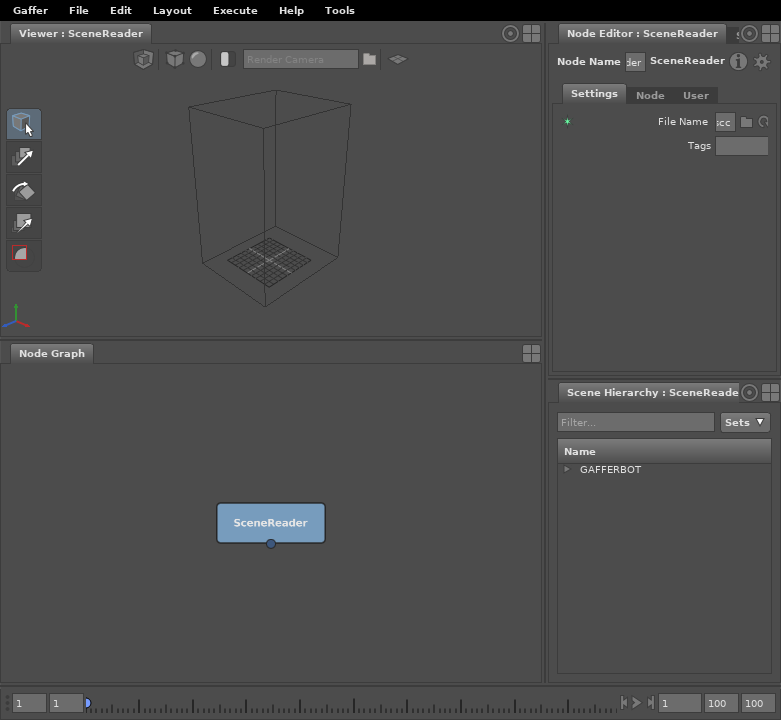 Gaffer File Edit Layout Execute Help Tools
Viewer : SceneReader
Render Camera
Node Graph
SceneReader
Node Editor : SceneReader
Node Name der SceneReader
Settings Node User
File Name scc
Tags
Scene Hierarchy : SceneReade
Filter... Sets
Name
GAFFERBOT
1 1 1 100 100